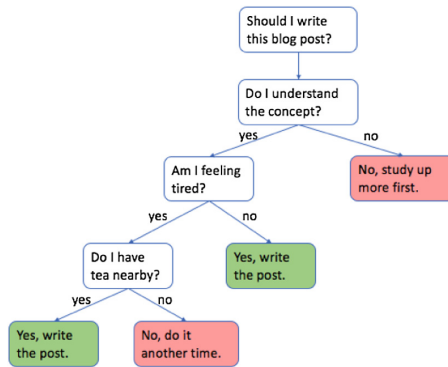 Should I write
this blog post?
Do I understand
the concept?
yes
no
Am I feeling
tired?
No, study up
more first.
yes
no
Do I have
tea nearby?
Yes, write
the post.
yes
no
Yes, write
the post.
No, do it
another time.